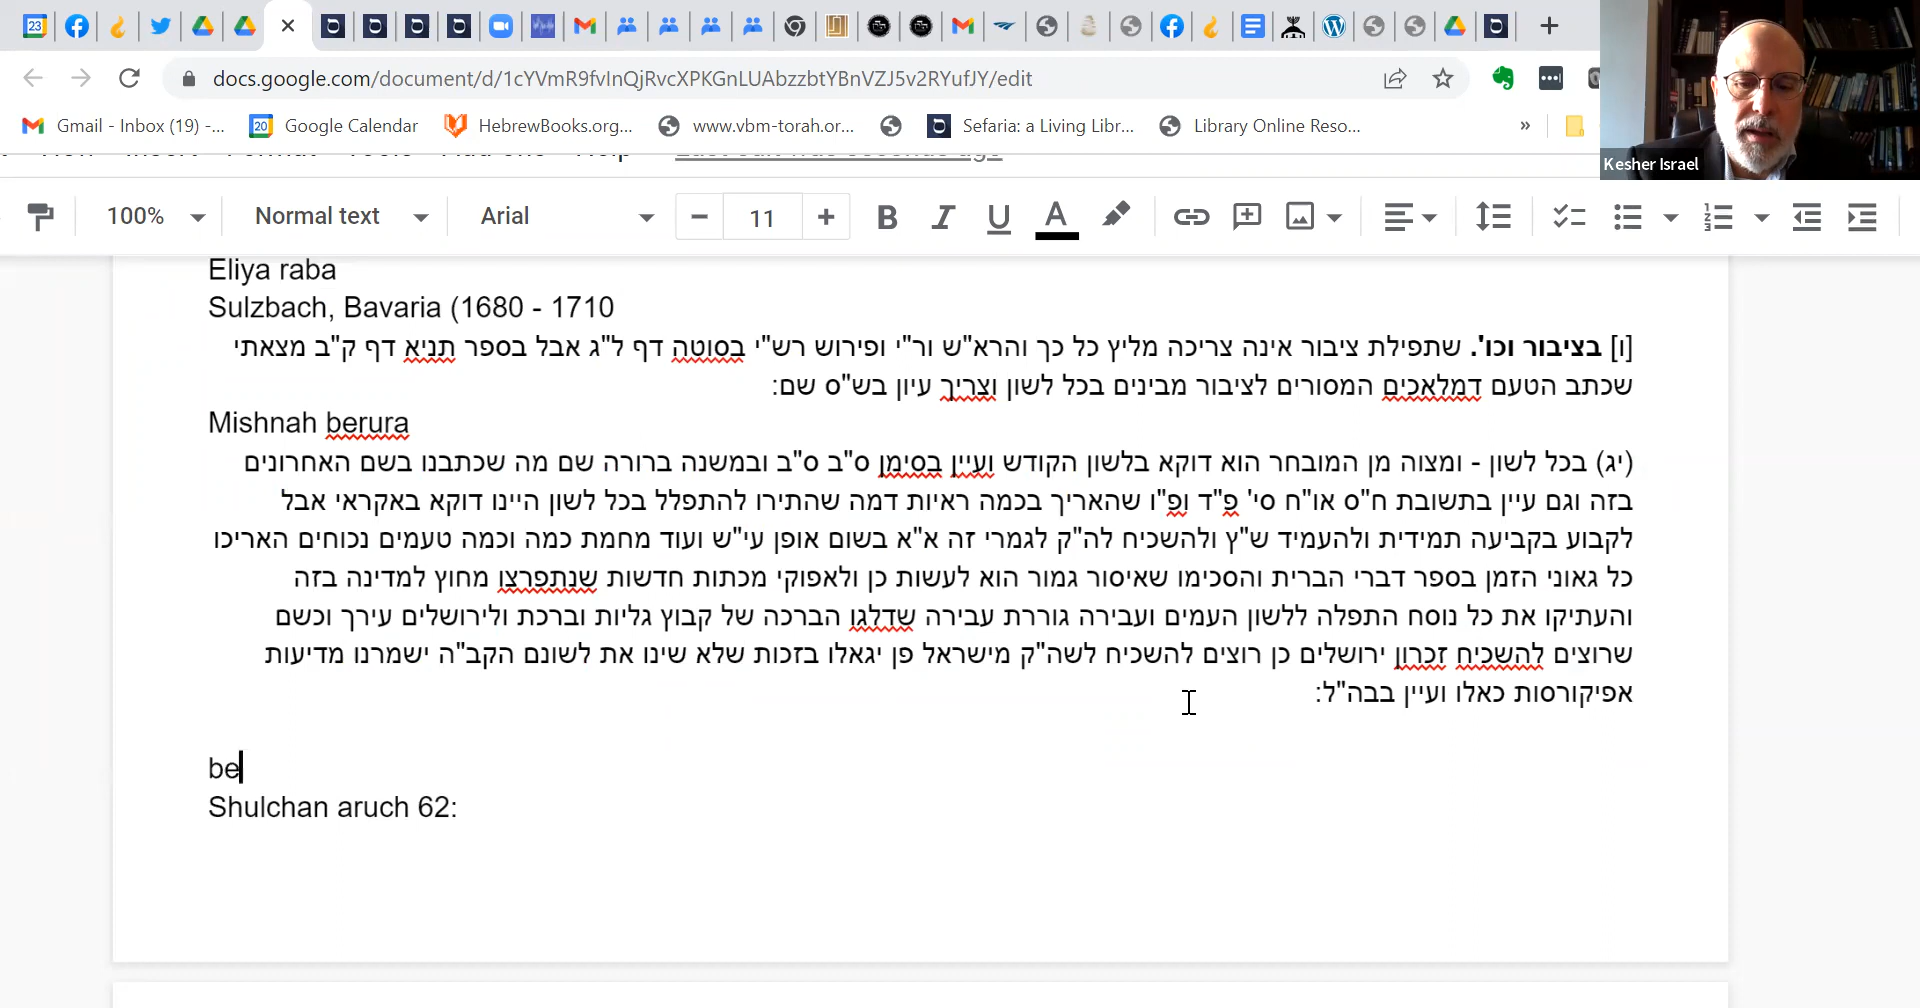 docs.google.com/document/d/1cYVmR9fvInQjRvcXPKGnLUAbzzbtYBnVZJ5v2RYufJY/edit
Gmail - Inbox (19) -... Google Calendar HebrewBooks.org... www.vbm-torah.or... Sefaria: a Living Libr... Library Online Reso... »
Kesher Israel
Last edit was seconds ago
100% Normal text Arial 11
Eliya raba
Sulzbach, Bavaria (1680 - 1710
[ו] בציבור וכו'. שתפילת ציבור אינה צריכה מליץ כל כך והרא"ש ור"י ופירוש רש"י בסוטה דף ל"ג אבל בספר תניא דף ק"ב מצאתי
שכתב הטעם דמלאכים המסורים לציבור מבינים בכל לשון וצריך עיון בש"ס שם:
Mishnah berura
(יג) בכל לשון - ומצוה מן המובחר הוא דוקא בלשון הקודש ועיין בסימן ס"ב ס"ב ובמשנה ברורה שם מה שכתבנו בשם האחרונים
בזה וגם עיין בתשובת ח"ס או"ח סי' פ"ד ופ"ו שהאריך בכמה ראיות דמה שהתירו להתפלל בכל לשון היינו דוקא באקראי אבל
לקבוע בקביעה תמידית ולהעמיד ש"ץ ולהשכיח לה"ק לגמרי זה א"א בשום אופן עי"ש ועוד מחמת כמה וכמה טעמים נכוחים האריכו
כל גאוני הזמן בספר דברי הברית והסכימו שאיסור גמור הוא לעשות כן ולאפוקי מכתות חדשות שנתפרצו מחוץ למדינה בזה
והעתיקו את כל נוסח התפלה ללשון העמים ועבירה גוררת עבירה שדלגו הברכה של קבוץ גליות וברכת ולירושלים עירך וכשם
שרוצים להשכיח זכרון ירושלים כן רוצים להשכיח לשה"ק מישראל פן יגאלו בזכות שלא שינו את לשונם הקב"ה ישמרנו מדיעות
אפיקורסות כאלו ועיין בבה"ל:
be
Shulchan aruch 62: